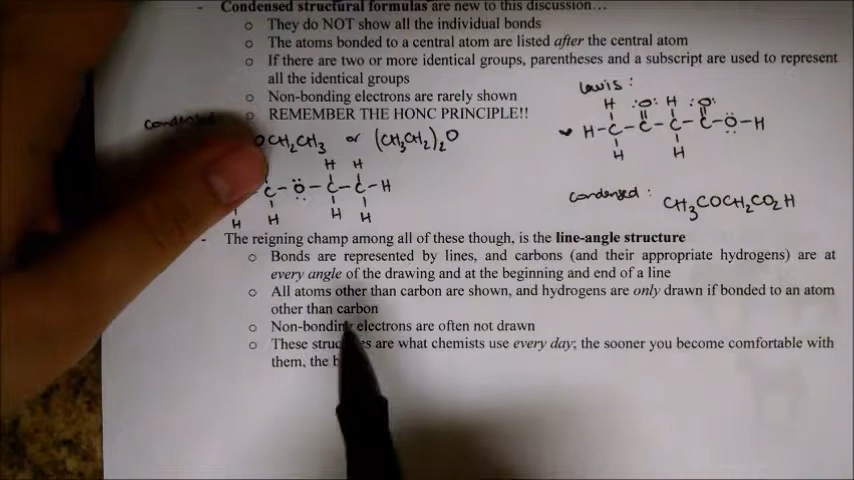 - Condensed structural formulas are new to this discussion…
o They do NOT show all the individual bonds
o The atoms bonded to a central atom are listed after the central atom
o If there are two or more identical groups, parentheses and a subscript are used to represent
all the identical groups
o Non-bonding electrons are rarely shown
o REMEMBER THE HONC PRINCIPLE!!
Lewis :
H :O: H :O:
H-C-C-C-C-Ö-H
H H
OCH₂CH₃ or (CH₃CH₂)₂O
H H
C-Ö-C-C-H
H H H H
Condensed : CH₃COCH₂CO₂H
- The reigning champ among all of these though, is the line-angle structure
o Bonds are represented by lines, and carbons (and their appropriate hydrogens) are at
every angle of the drawing and at the beginning and end of a line
o All atoms other than carbon are shown, and hydrogens are only drawn if bonded to an atom
other than carbon
o Non-bonding electrons are often not drawn
o These are what chemists use every day; the sooner you become comfortable with
them, the